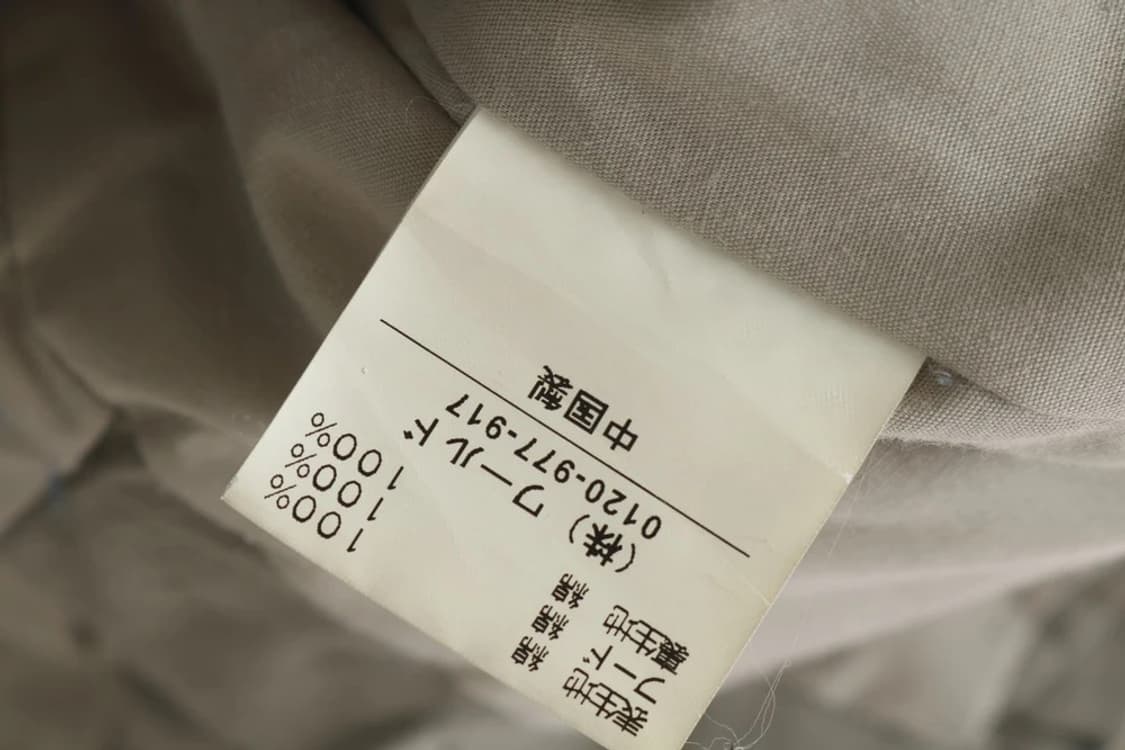 表生地 綿 100%
フード 綿 100%
裏生地 綿 100%
(株) ワールド
0120-977-917
中国製